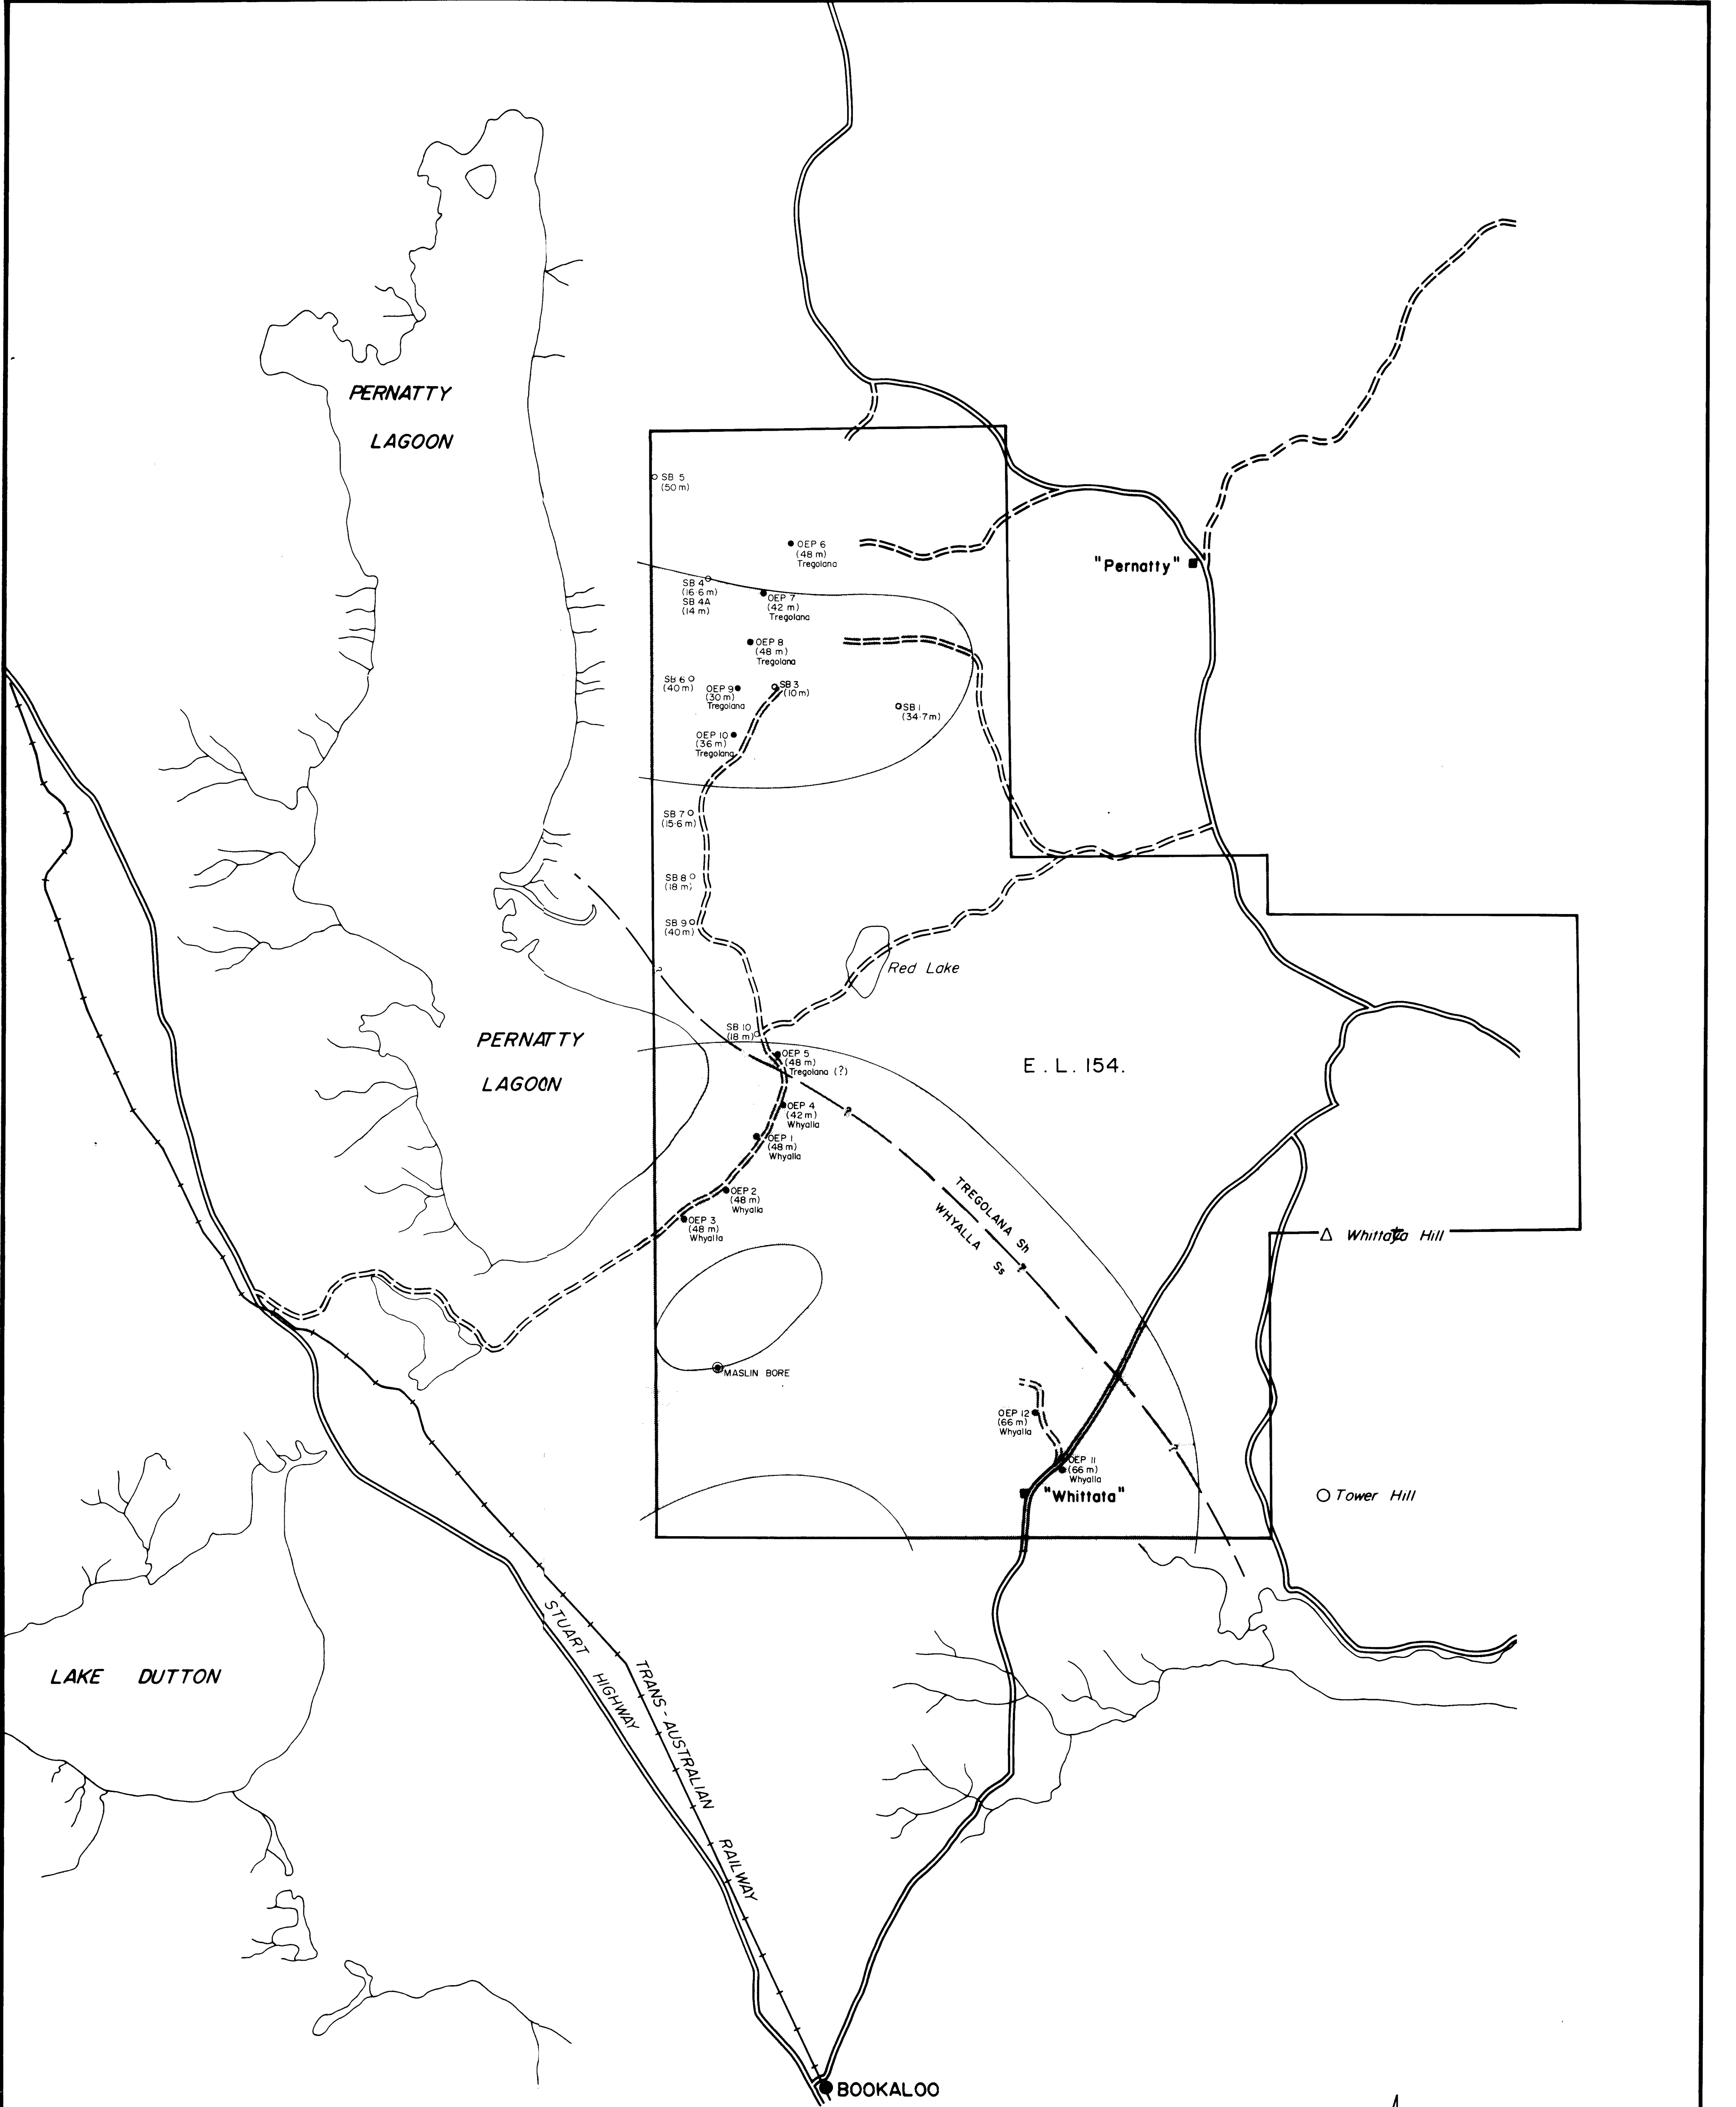 PERNATTY
LAGOON
SB 5
(50 m)
OEP 6
(48 m)
Tregolana
"Pernatty"
SB 4
(16·6 m)
SB 4A
(14 m)
OEP 7
(42 m)
Tregolana
OEP 8
(48 m)
Tregolana
SB 6
(40 m)
OEP 9
(30 m)
Tregolana
SB 3
(10 m)
SB 1
(34·7m)
OEP 10
(36 m)
Tregolana
SB 7
(15·6 m)
SB 8
(18 m)
SB 9
(40 m)
?
Red Lake
PERNATTY
LAGOON
SB 10
(18 m)
OEP 5
(48 m)
Tregolana (?)
E . L . 154.
OEP 4
(42 m)
Whyalla
?
OEP 1
(48 m)
Whyalla
OEP 2
(48 m)
Whyalla
OEP 3
(48 m)
Whyalla
TREGOLANA Sh
WHYALLA Ss
?
Whittata Hill
MASLIN BORE
OEP 12
(66 m)
Whyalla
?
OEP 11
(66 m)
Whyalla
"Whittata"
Tower Hill
STUART HIGHWAY
TRANS - AUSTRALIAN RAILWAY
LAKE DUTTON
BOOKALOO